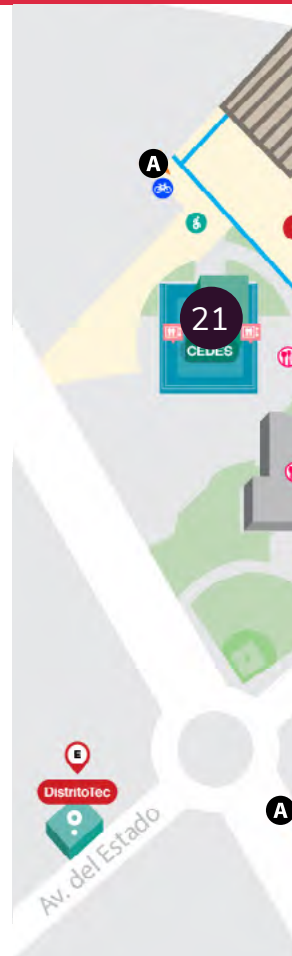 A
21
CEDES
E
DistritoTec
A
Av. del Estado